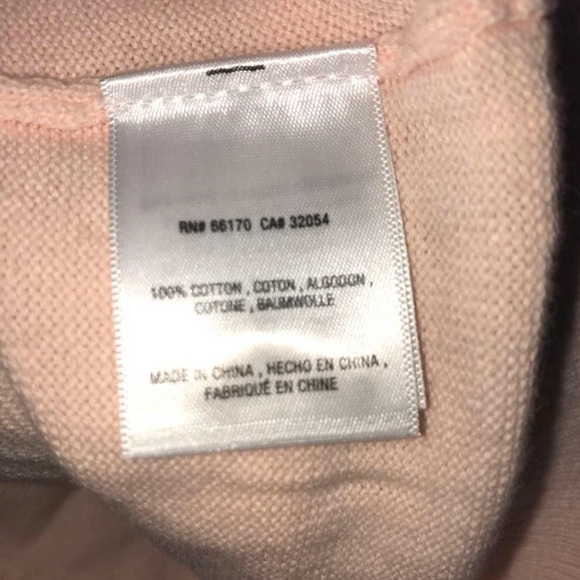 RN# 66170 CA# 32054
100% COTTON , COTON , ALGODON ,
COTONE , BAUMWOLLE
MADE IN CHINA , HECHO EN CHINA ,
FABRIQUÉ EN CHINE